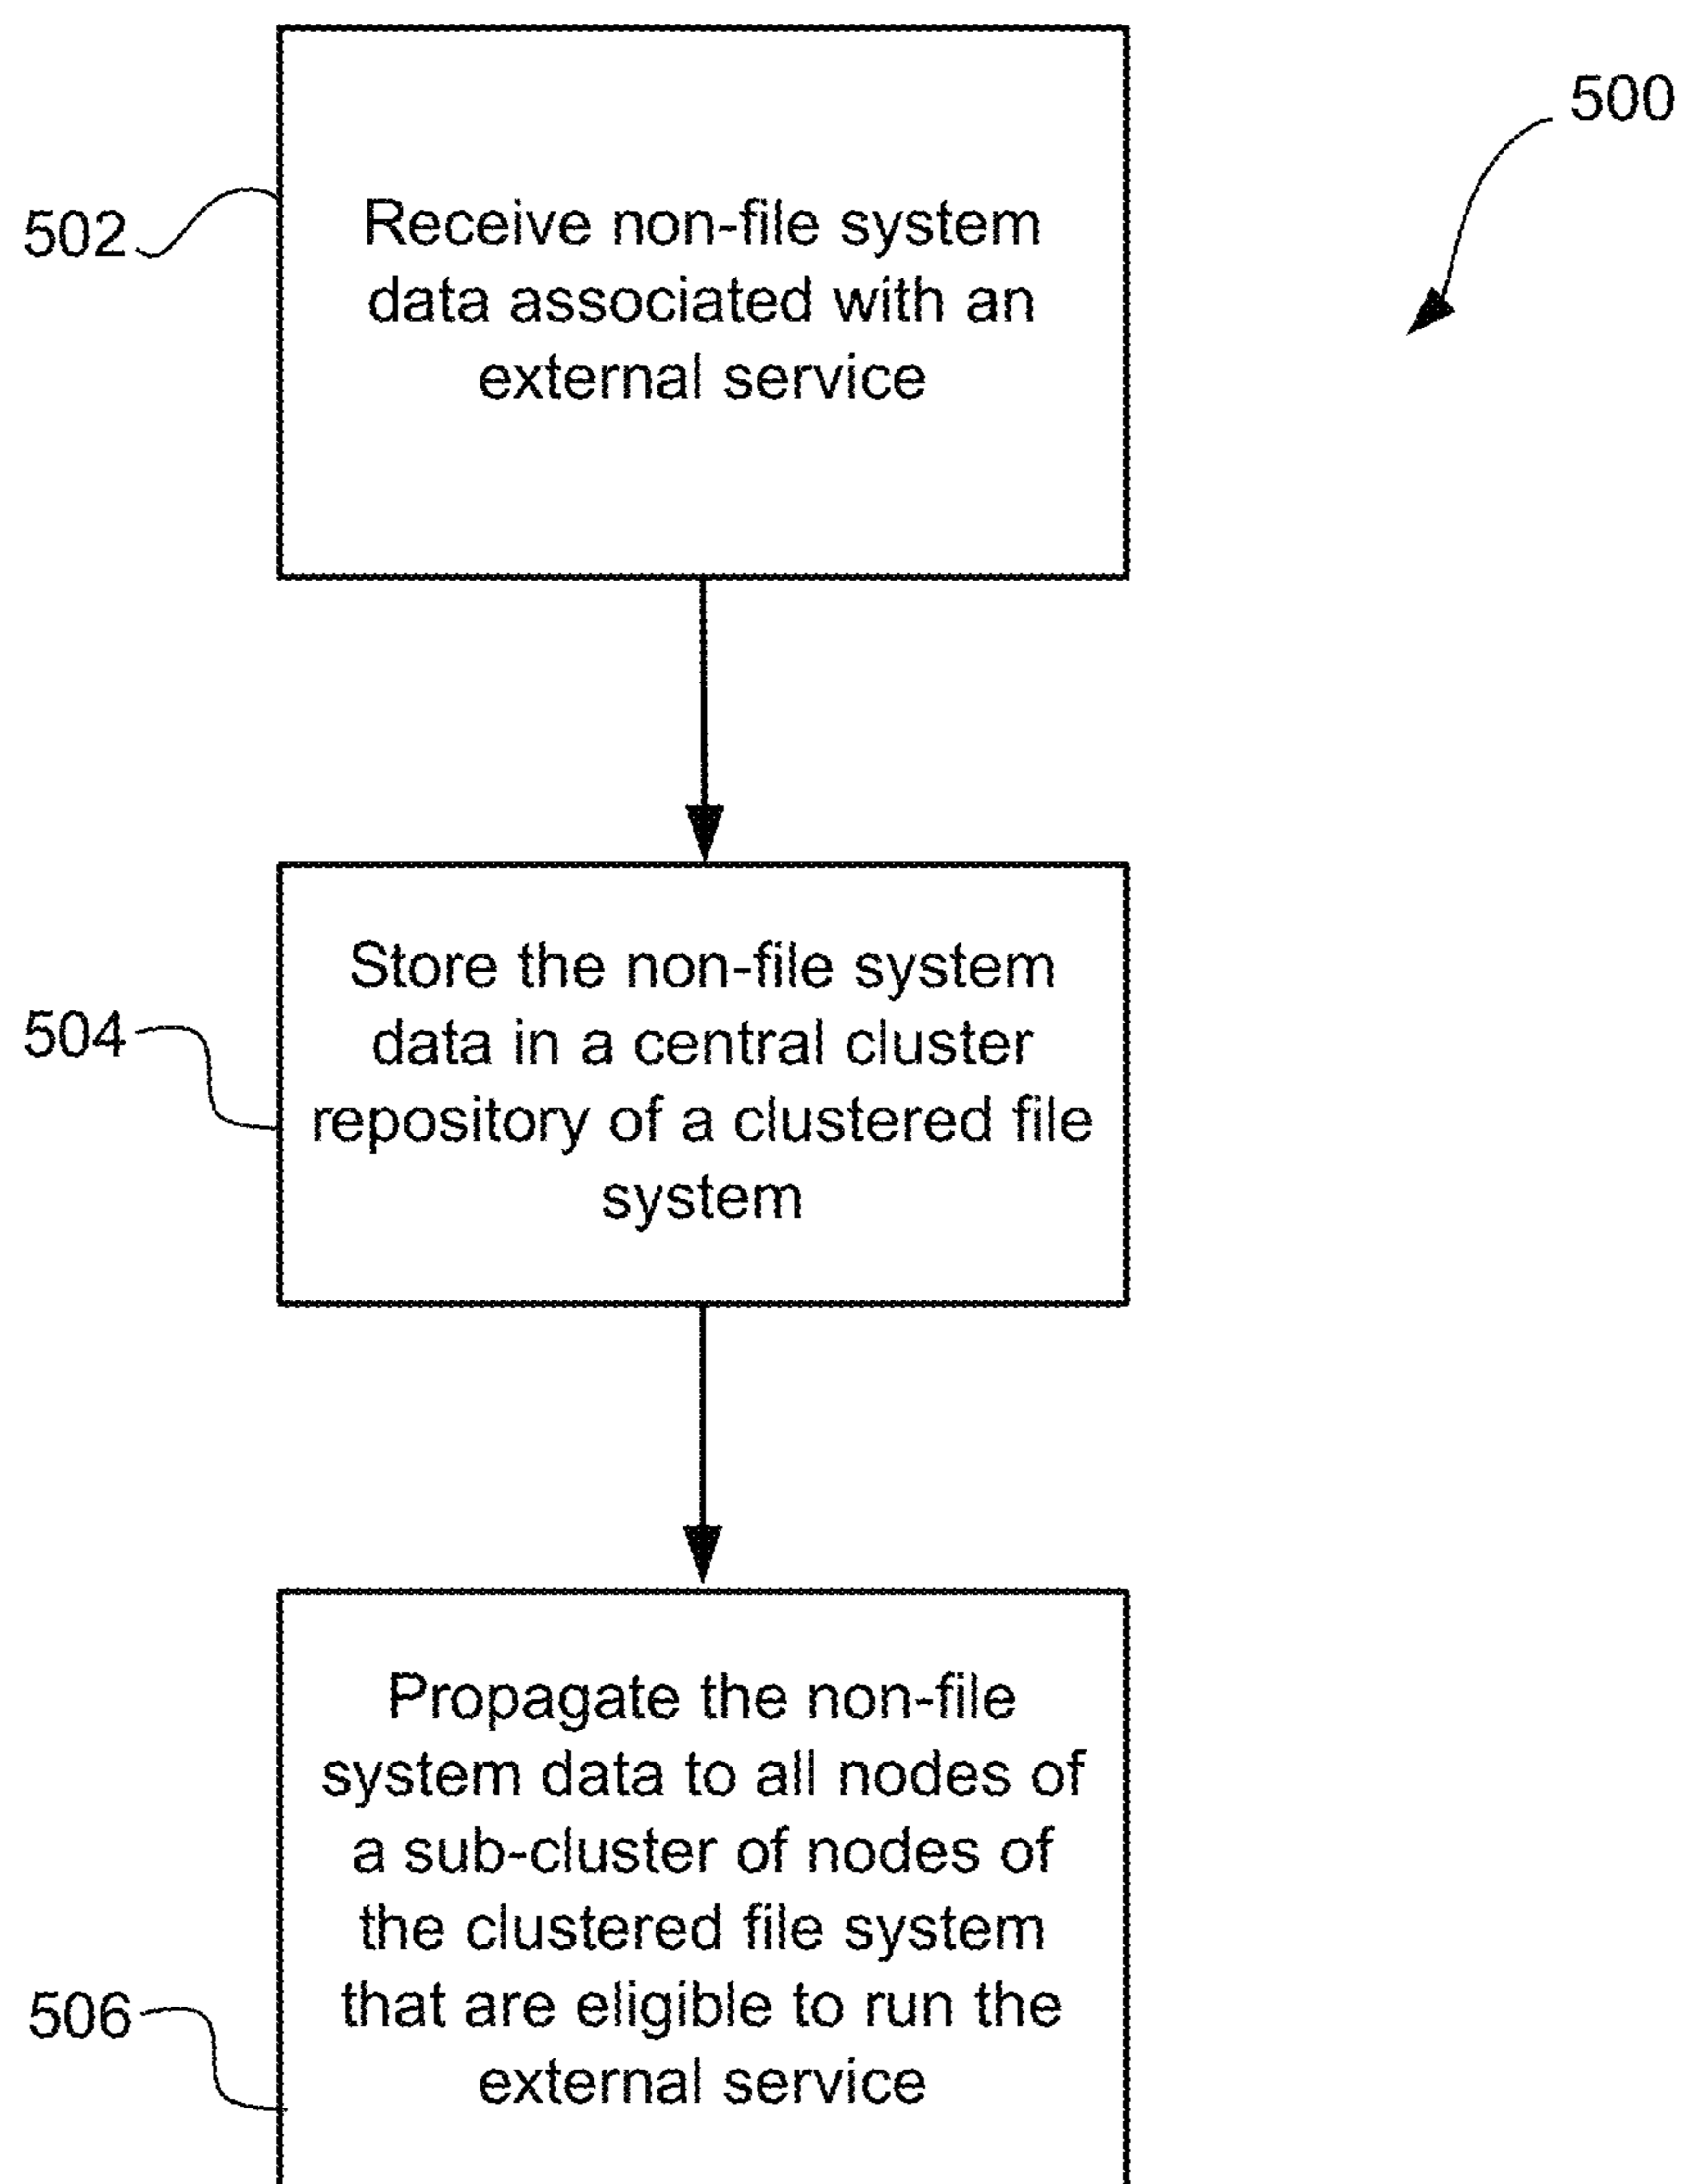 500
502
Receive non-file system
data associated with an
external service
504
Store the non-file system
data in a central cluster
repository of a clustered file
system
506
Propagate the non-file
system data to all nodes of
a sub-cluster of nodes of
the clustered file system
that are eligible to run the
external service